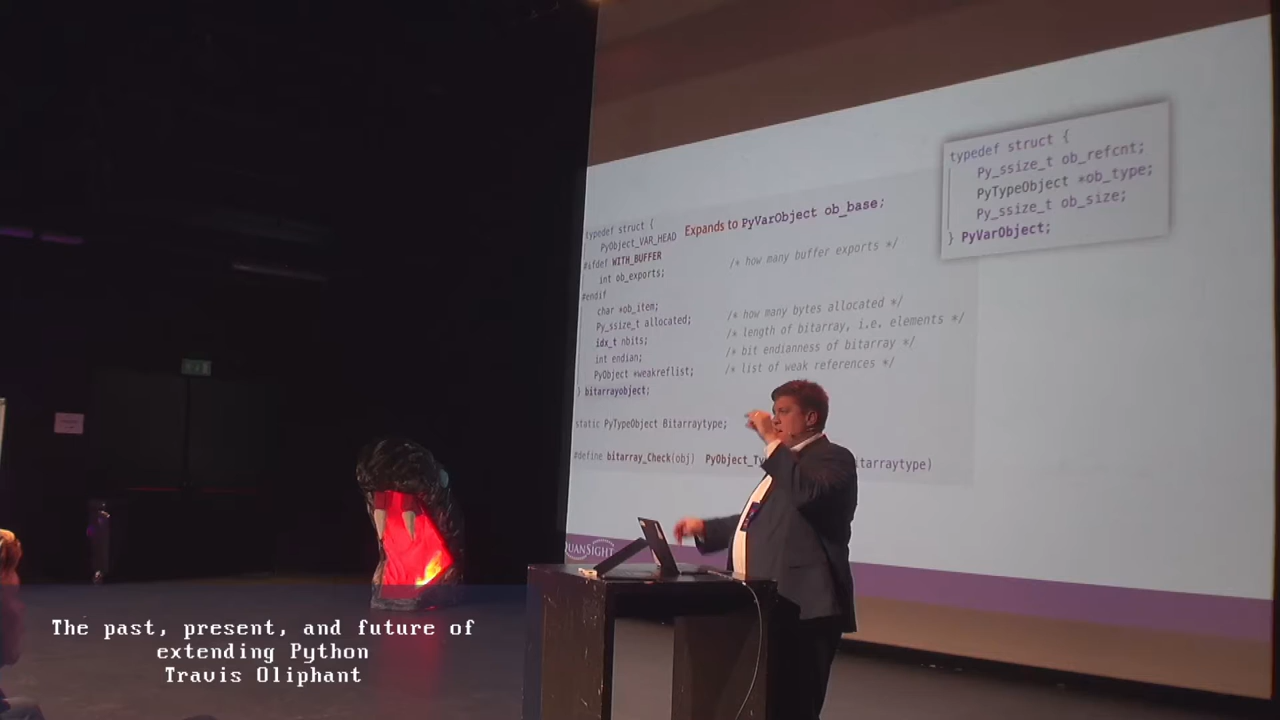 typedef struct {
Py_ssize_t ob_refcnt;
PyTypeObject *ob_type;
Py_ssize_t ob_size;
} PyVarObject;
typedef struct {
PyObject_VAR_HEAD Expands to PyVarObject ob_base;
#ifdef WITH_BUFFER
int ob_exports; /* how many buffer exports */
#endif
char *ob_item;
Py_ssize_t allocated; /* how many bytes allocated */
idx_t nbits; /* length of bitarray, i.e. elements */
int endian; /* bit endianness of bitarray */
PyObject *weakreflist; /* list of weak references */
} bitarrayobject;
static PyTypeObject Bitarraytype;
#define bitarray_Check(obj) PyObject_Ty itarraytype)
QUANSIGHT
The past, present, and future of
extending Python
Travis Oliphant